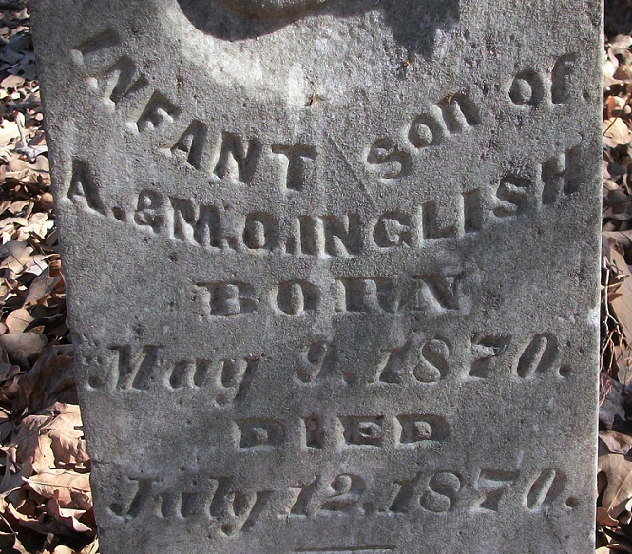 INFANT Son of.
A. & M.O. INGLISH
BORN
May 9. 1870.
DIED
July 12. 1870.